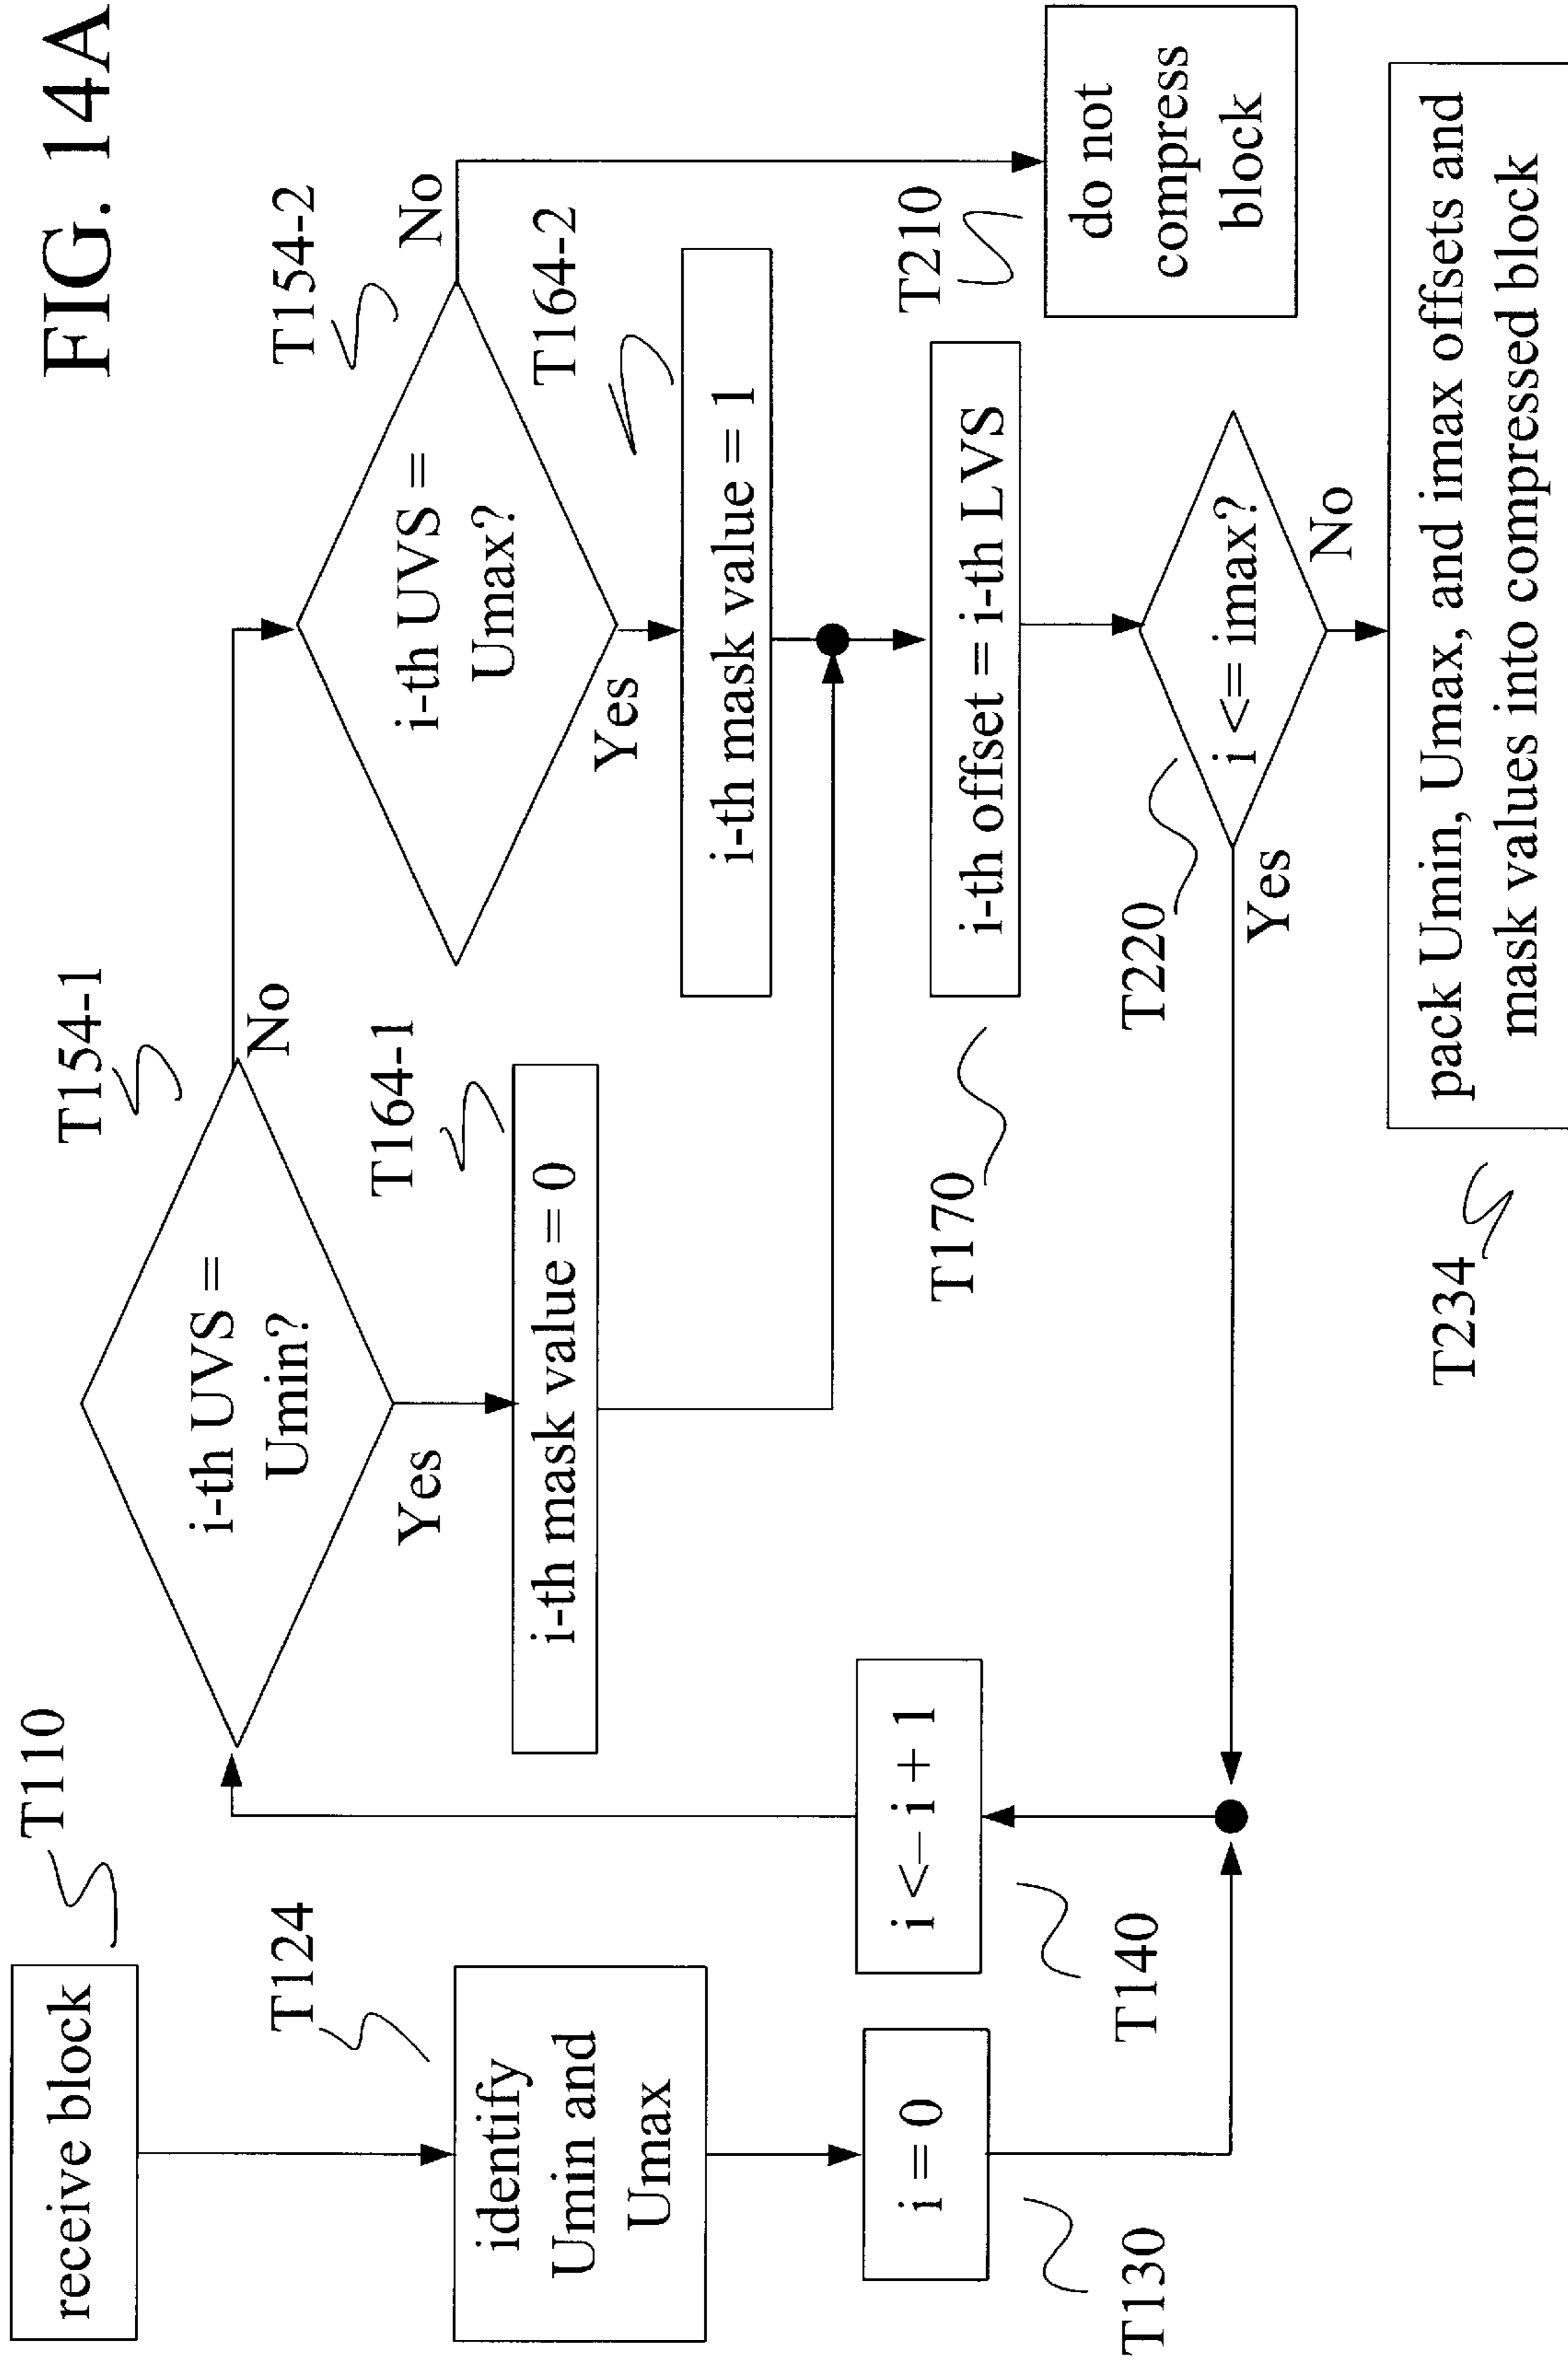 FIG. 14A
receive block
T110
identify
Umin and
Umax
T124
i = 0
T130
i <– i + 1
T140
i-th UVS =
Umin?
T154-1
No
Yes
i-th mask value = 0
T164-1
i-th UVS =
Umax?
T154-2
No
Yes
i-th mask value = 1
T164-2
do not
compress
block
T210
i-th offset = i-th LVS
T170
i <= imax?
T220
Yes
No
pack Umin, Umax, and imax offsets and
mask values into compressed block
T234